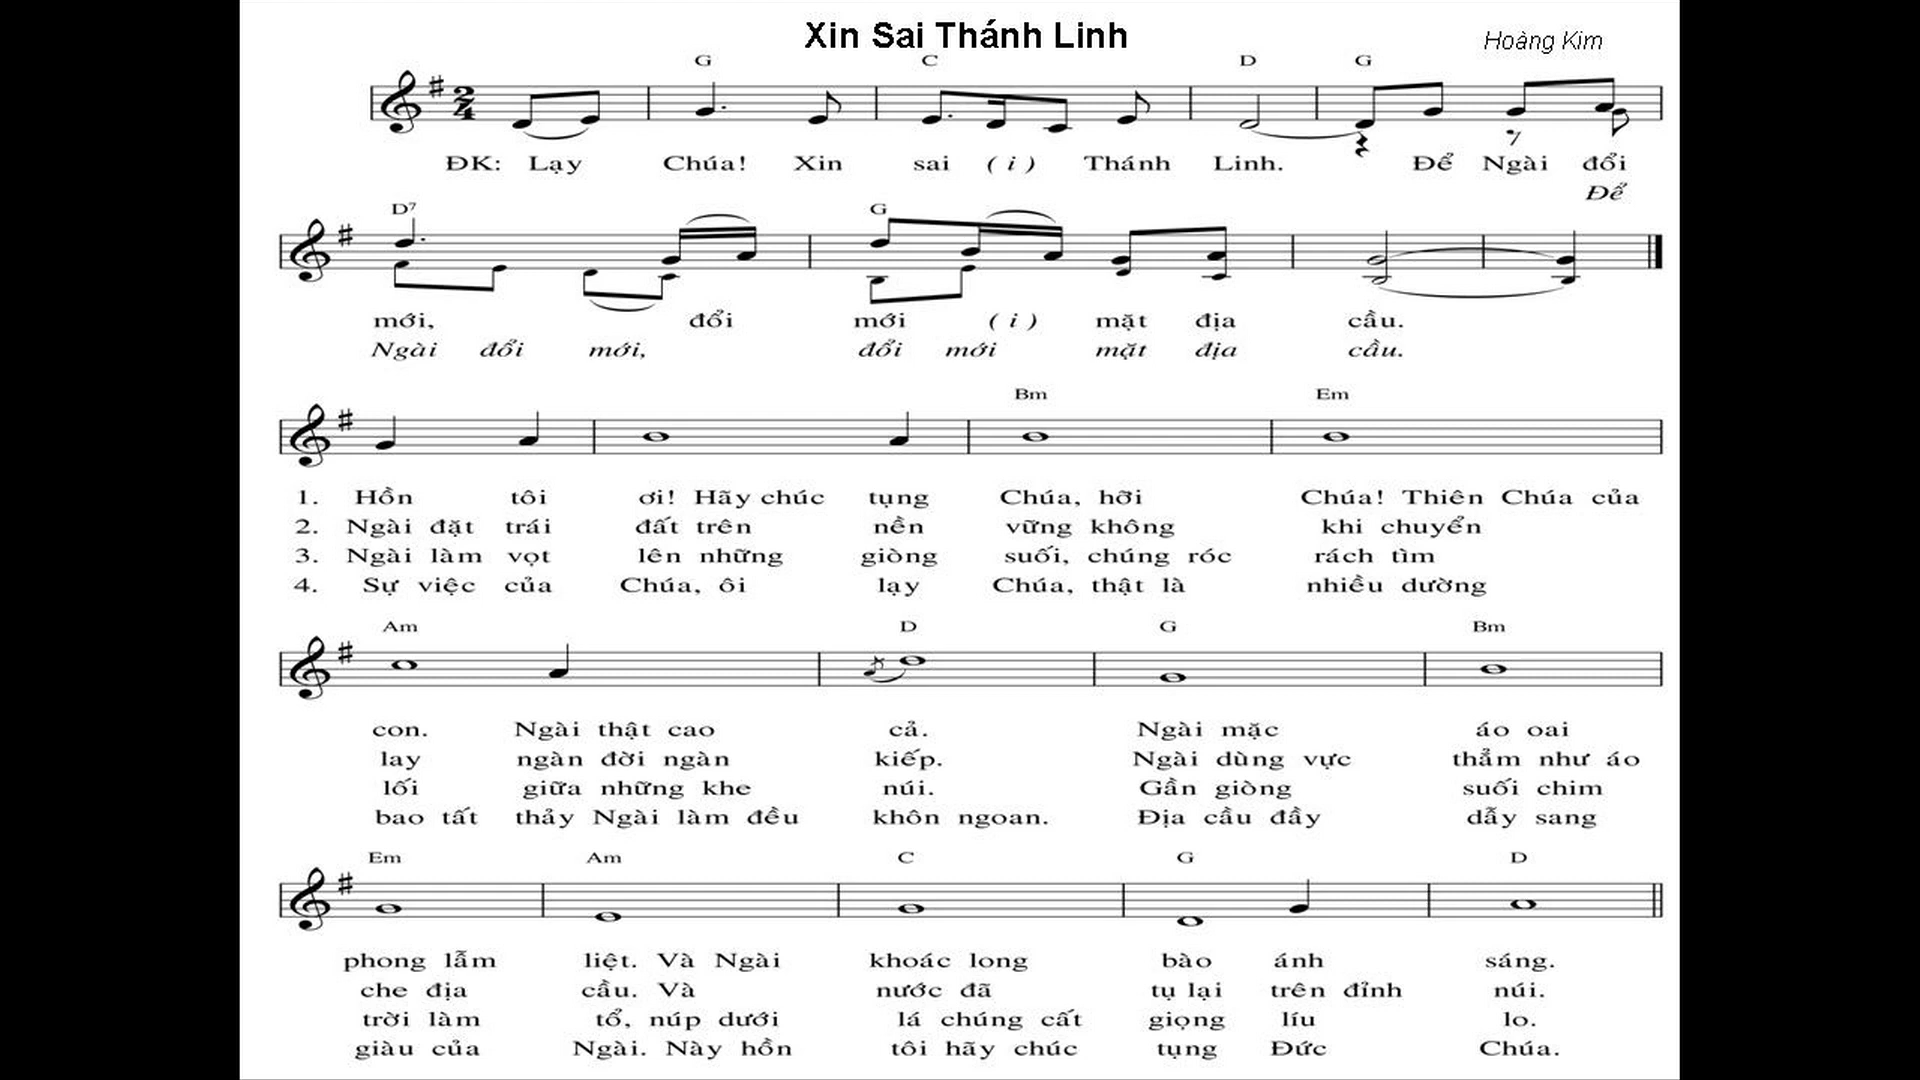 Xin Sai Thánh Linh
Hoàng Kim
G C D G
ĐK: Lạy Chúa! Xin sai ( i ) Thánh Linh. Để Ngài đổi
Để
D7 G
mới, đổi mới ( i ) mặt địa cầu.
Ngài đổi mới, đổi mới mặt địa cầu.
Bm Em
1. Hồn tôi ơi! Hãy chúc tụng Chúa, hỡi Chúa! Thiên Chúa của
2. Ngài đặt trái đất trên nền vững không khi chuyển
3. Ngài làm vọt lên những giòng suối, chúng róc rách tìm
4. Sự việc của Chúa, ôi lạy Chúa, thật là nhiều dường
Am D G Bm
con. Ngài thật cao cả. Ngài mặc áo oai
lay ngàn đời ngàn kiếp. Ngài dùng vực thẳm như áo
lối giữa những khe núi. Gần giòng suối chim
bao tất thảy Ngài làm đều khôn ngoan. Địa cầu đầy dẫy sang
Em Am C G D
phong lẫm liệt. Và Ngài khoác long bào ánh sáng.
che địa cầu. Và nước đã tụ lại trên đỉnh núi.
trời làm tổ, núp dưới lá chúng cất giọng líu lo.
giàu của Ngài. Này hồn tôi hãy chúc tụng Đức Chúa.